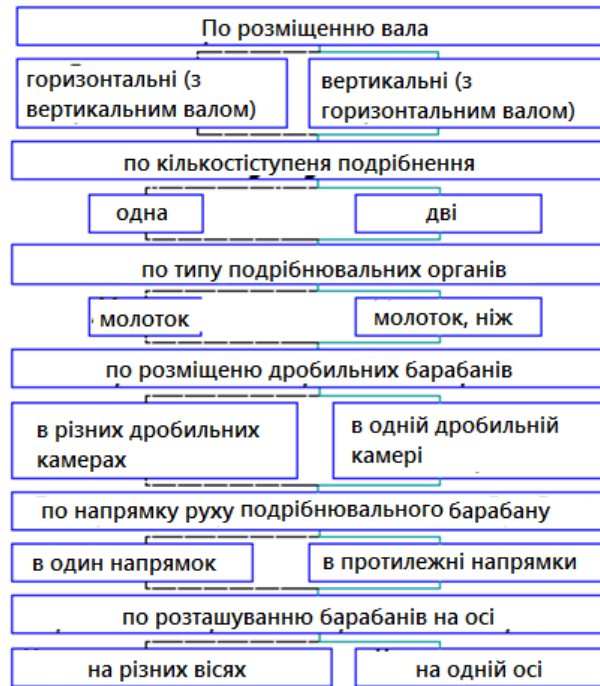 По розміщенню вала
горизонтальні (з
вертикальним валом)
вертикальні (з
горизонтальним валом)
по кількостіступеня подрібнення
одна
дві
по типу подрібнювальних органів
молоток
молоток, ніж
по розміщеню дробильних барабанів
в різних дробильних
камерах
в одній дробильній
камері
по напрямку руху подрібнювального барабану
в один напрямок
в протилежні напрямки
по розташуванню барабанів на осі
на різних вісях
на одній осі